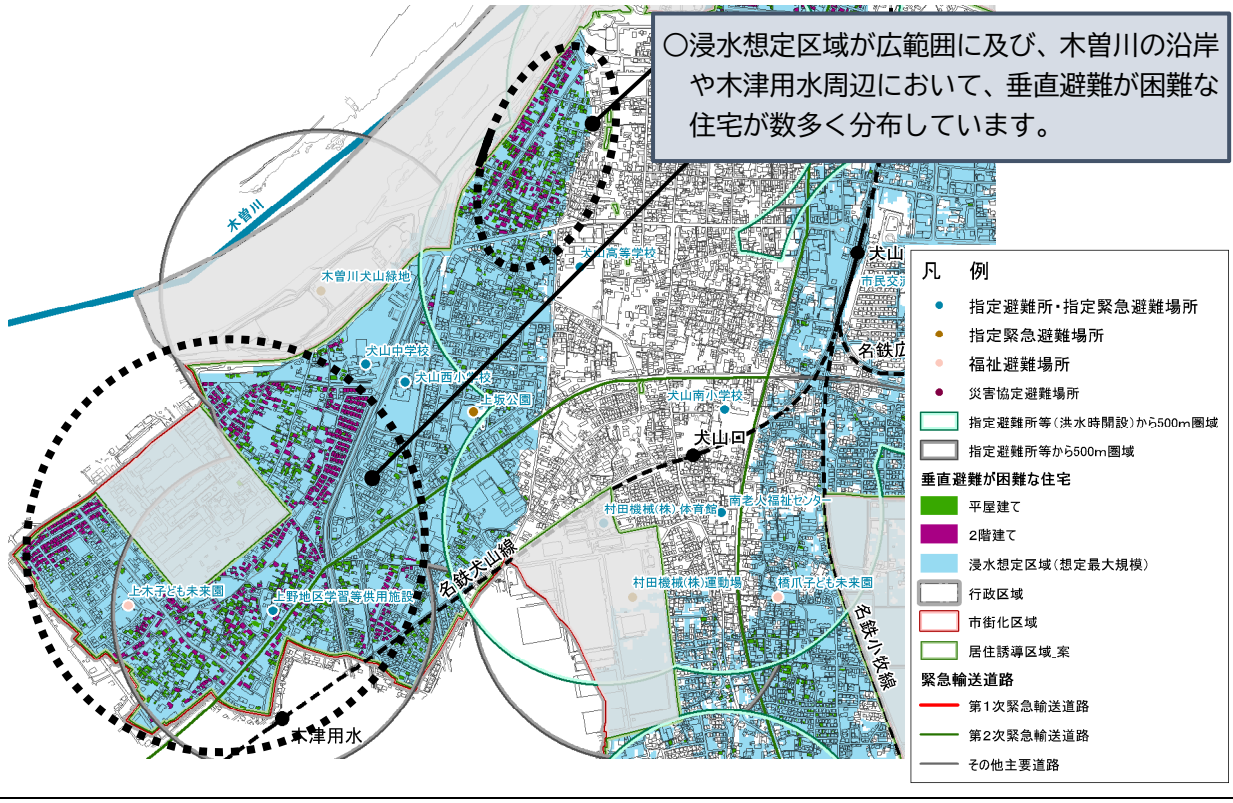 ○浸水想定区域が広範囲に及び、木曽川の沿岸
や木津用水周辺において、垂直避難が困難な
住宅が数多く分布しています。
木曽川
木曽川犬山緑地
犬山高等学校
犬山
市民交流
名鉄広
犬山中学校
犬山西小学校
上坂公園
犬山南小学校
犬山口
村田機械(株)体育館
南老人福祉センター
名鉄犬山線
村田機械(株)運動場
橋爪子ども未来園
上木子ども未来園
上野地区学習等供用施設
名鉄小牧線
木津用水
凡 例
指定避難所・指定緊急避難場所
指定緊急避難場所
福祉避難場所
災害協定避難場所
指定避難所等(洪水時開設)から500m圏域
指定避難所等から500m圏域
垂直避難が困難な住宅
平屋建て
2階建て
浸水想定区域(想定最大規模)
行政区域
市街化区域
居住誘導区域_案
緊急輸送道路
第1次緊急輸送道路
第2次緊急輸送道路
その他主要道路